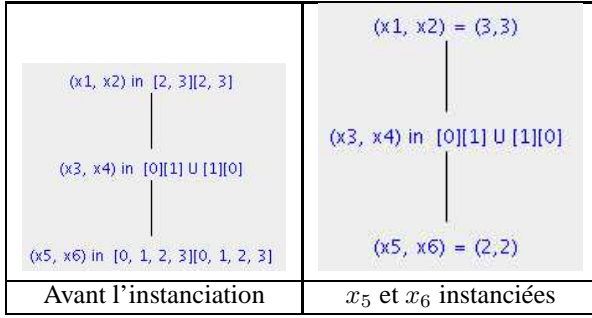 (x1, x2) in [2, 3][2, 3]
(x3, x4) in [0][1] U [1][0]
(x5, x6) in [0, 1, 2, 3][0, 1, 2, 3]
Avant l'instanciation
(x1, x2) = (3,3)
(x3, x4) in [0][1] U [1][0]
(x5, x6) = (2,2)
x5 et x6 instanciées